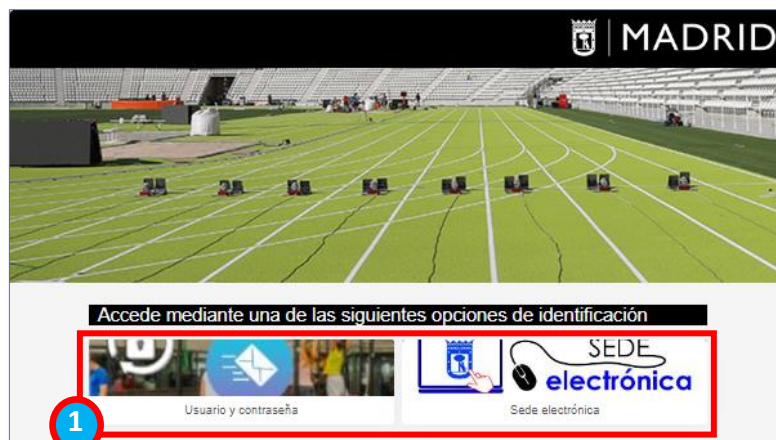 MADRID
Accede mediante una de las siguientes opciones de identificación
SEDE
electrónica
Usuario y contraseña
Sede electrónica
1